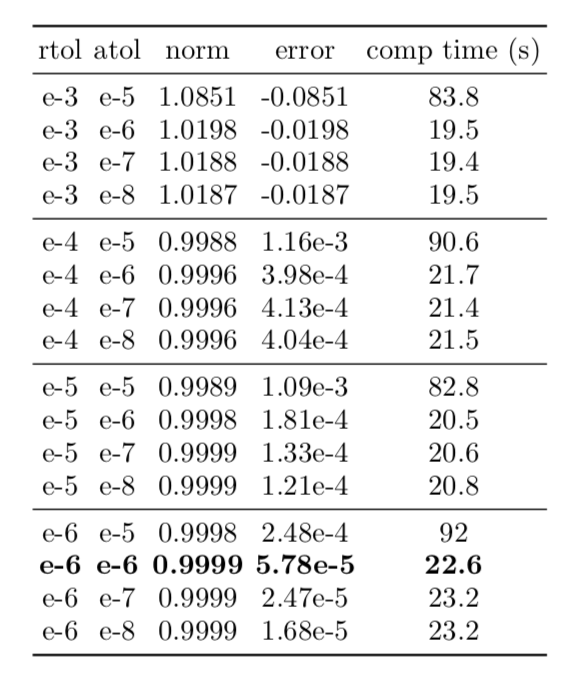 rtol atol norm error comp time (s)
e-3 e-5 1.0851 -0.0851 83.8
e-3 e-6 1.0198 -0.0198 19.5
e-3 e-7 1.0188 -0.0188 19.4
e-3 e-8 1.0187 -0.0187 19.5
e-4 e-5 0.9988 1.16e-3 90.6
e-4 e-6 0.9996 3.98e-4 21.7
e-4 e-7 0.9996 4.13e-4 21.4
e-4 e-8 0.9996 4.04e-4 21.5
e-5 e-5 0.9989 1.09e-3 82.8
e-5 e-6 0.9998 1.81e-4 20.5
e-5 e-7 0.9999 1.33e-4 20.6
e-5 e-8 0.9999 1.21e-4 20.8
e-6 e-5 0.9998 2.48e-4 92
e-6 e-6 0.9999 5.78e-5 22.6
e-6 e-7 0.9999 2.47e-5 23.2
e-6 e-8 0.9999 1.68e-5 23.2